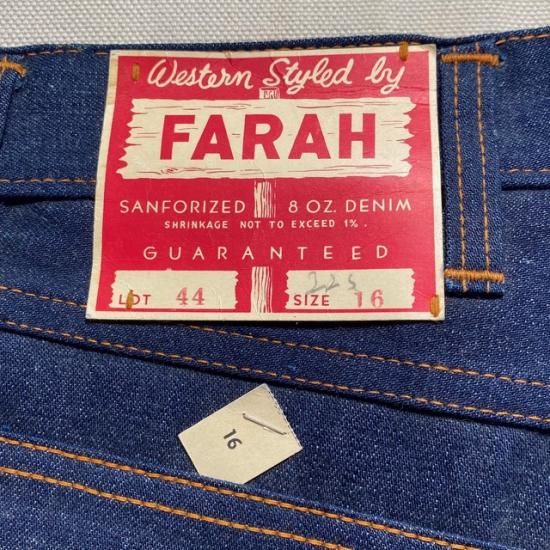 Western Styled by
FARAH
SANFORIZED 8 OZ. DENIM
SHRINKAGE NOT TO EXCEED 1%.
GUARANTEED
LOT 44 SIZE 16
16